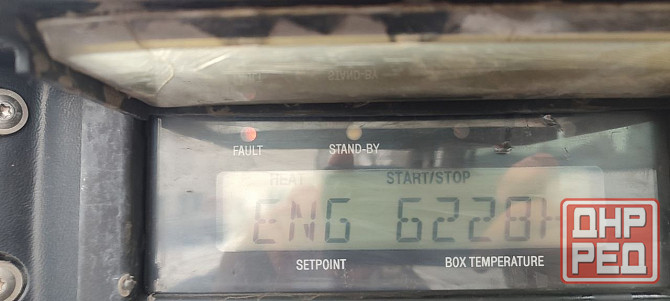 FAULT STAND-BY
HEAT START/STOP
ENG 6228H
SETPOINT BOX TEMPERATURE
ДНР
РЕД